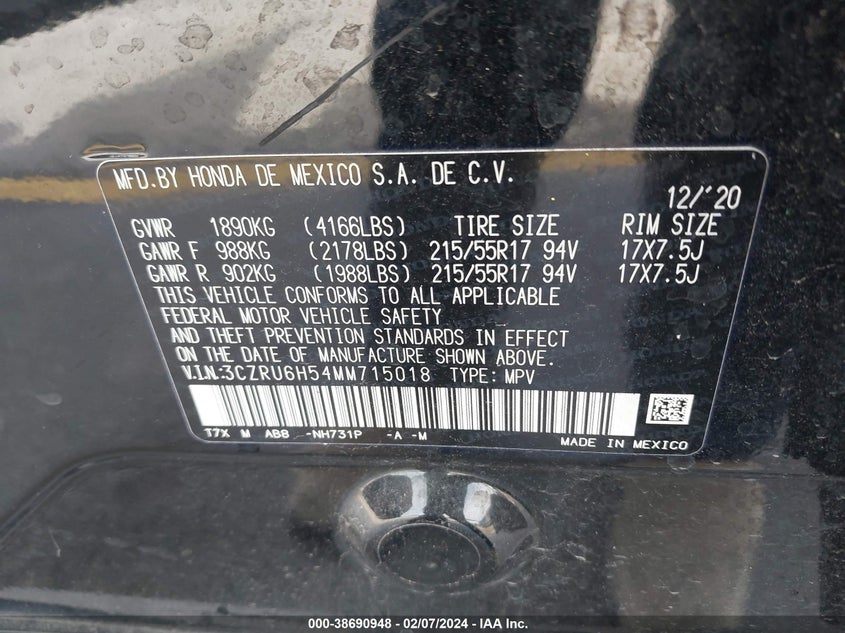 MFD.BY HONDA DE MEXICO S.A. DE C.V.
12/'20
GVWR 1890KG (4166LBS) TIRE SIZE RIM SIZE
GAWR F 988KG (2178LBS) 215/55R17 94V 17X7.5J
GAWR R 902KG (1988LBS) 215/55R17 94V 17X7.5J
THIS VEHICLE CONFORMS TO ALL APPLICABLE
FEDERAL MOTOR VEHICLE SAFETY
AND THEFT PREVENTION STANDARDS IN EFFECT
ON THE DATE OF MANUFACTURE SHOWN ABOVE.
V.I.N:3CZRU6H54MM715018 TYPE: MPV
T7X M ABB -NH731P -A -M
MADE IN MEXICO
000-38690948 - 02/07/2024 - IAA Inc.